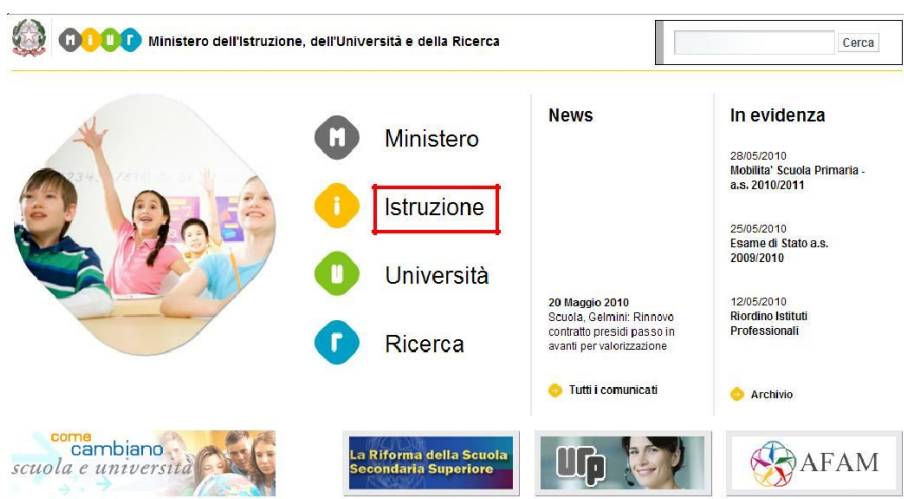 miur Ministero dell'Istruzione, dell'Università e della Ricerca
Cerca
M Ministero
i Istruzione
U Università
r Ricerca
News
20 Maggio 2010
Scuola, Gelmini: Rinnovo
contratto presidi passo in
avanti per valorizzazione
Tutti i comunicati
In evidenza
28/05/2010
Mobilita' Scuola Primaria -
a.s. 2010/2011
25/05/2010
Esame di Stato a.s.
2009/2010
12/05/2010
Riordino Istituti
Professionali
Archivio
come
cambiano
scuola e università
La Riforma della Scuola
Secondaria Superiore
urp
AFAM